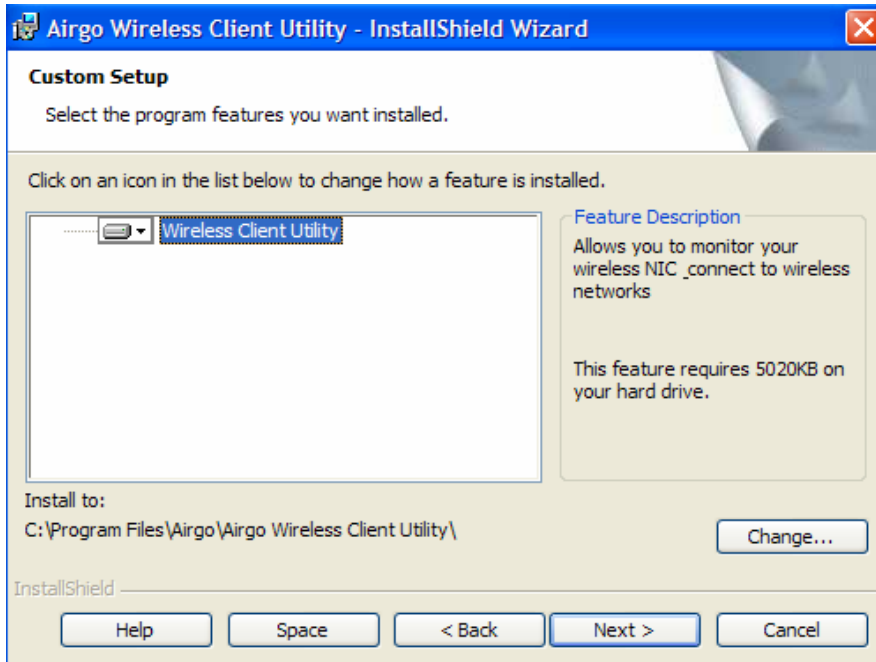 Airgo Wireless Client Utility - InstallShield Wizard
Custom Setup
Select the program features you want installed.
Click on an icon in the list below to change how a feature is installed.
Wireless Client Utility
Feature Description
Allows you to monitor your
wireless NIC _connect to wireless
networks
This feature requires 5020KB on
your hard drive.
Install to:
C:\Program Files\Airgo\Airgo Wireless Client Utility\
Change...
InstallShield
Help
Space
< Back
Next >
Cancel